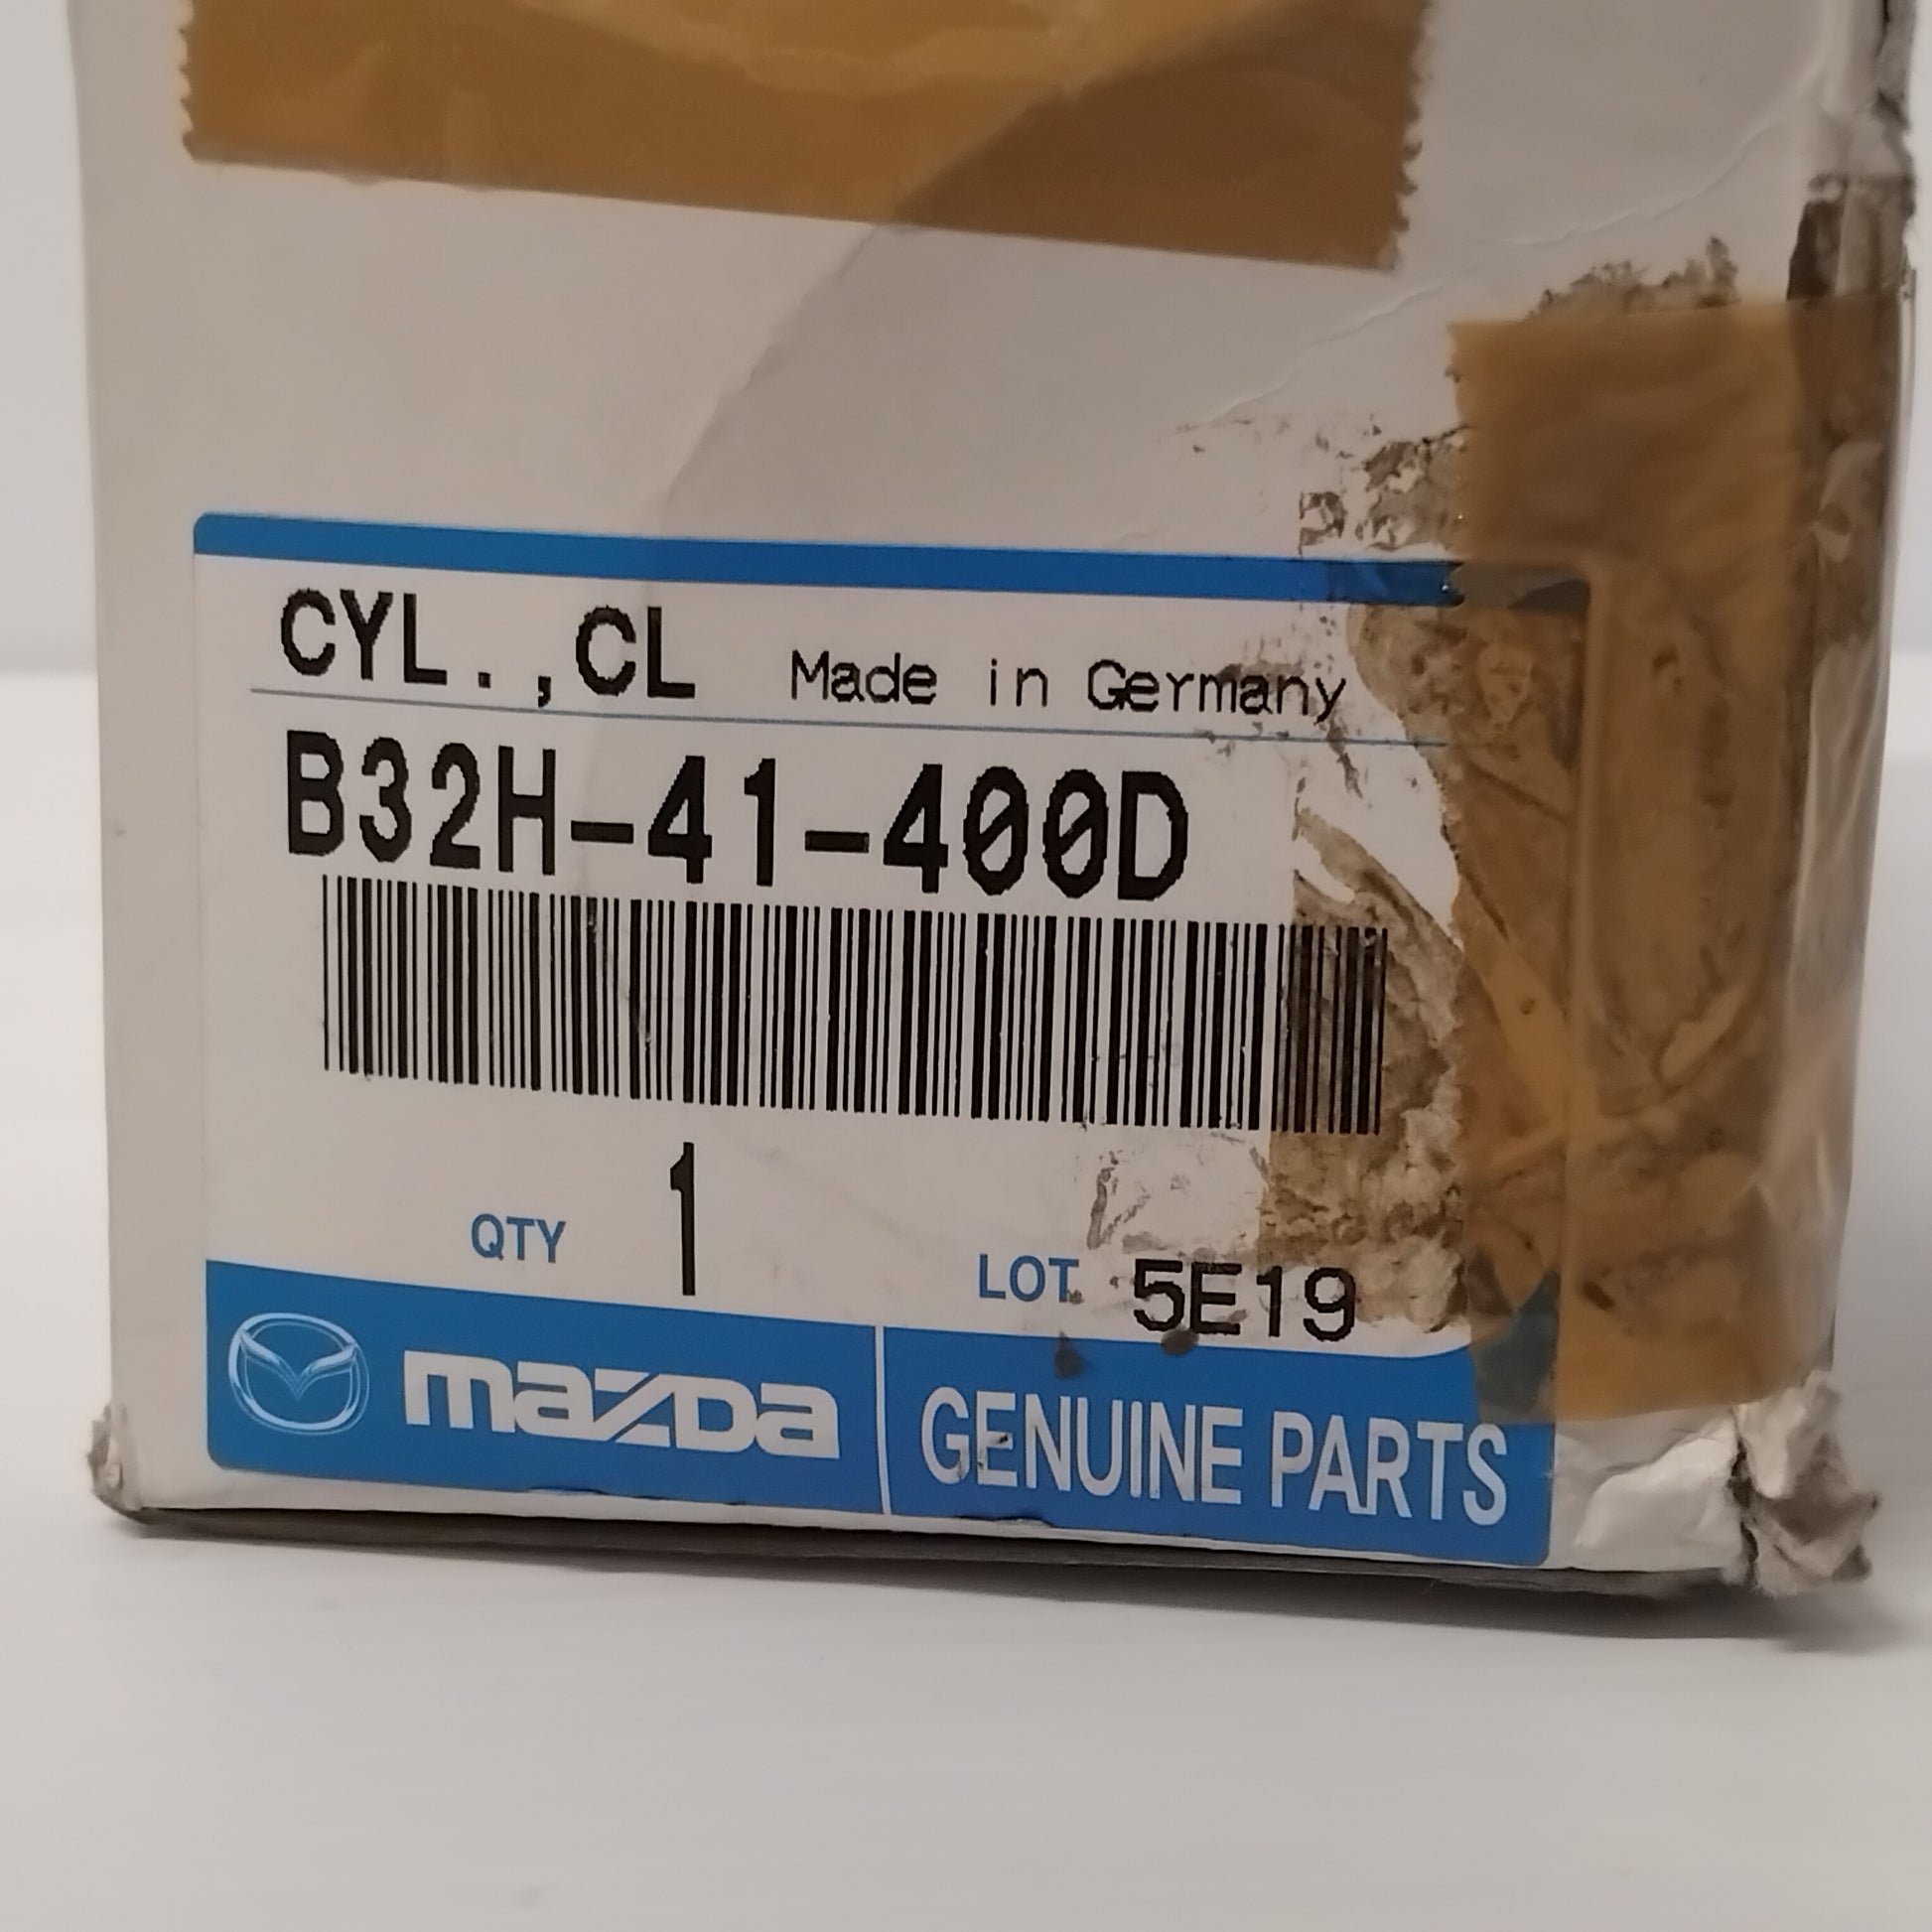 CYL.,CL Made in Germany
B32H-41-400D
QTY 1 LOT 5E19
mazda GENUINE PARTS